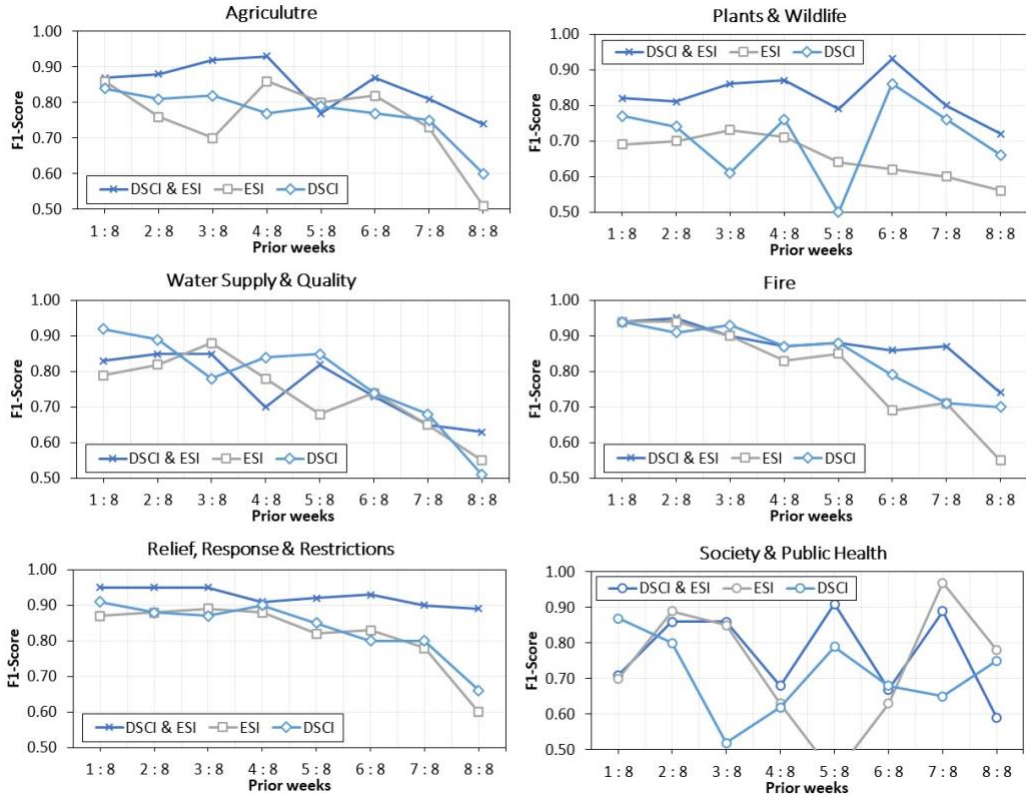 Agriculutre
1.00
0.90
0.80
0.70
0.60
0.50
F1-Score
DSCI & ESI ESI DSCI
1 : 8 2 : 8 3 : 8 4 : 8 5 : 8 6 : 8 7 : 8 8 : 8
Prior weeks
Plants & Wildlife
1.00
0.90
0.80
0.70
0.60
0.50
F1-Score
DSCI & ESI ESI DSCI
1 : 8 2 : 8 3 : 8 4 : 8 5 : 8 6 : 8 7 : 8 8 : 8
Prior weeks
Water Supply & Quality
1.00
0.90
0.80
0.70
0.60
0.50
F1-Score
DSCI & ESI ESI DSCI
1 : 8 2 : 8 3 : 8 4 : 8 5 : 8 6 : 8 7 : 8 8 : 8
Prior weeks
Fire
1.00
0.90
0.80
0.70
0.60
0.50
F1-Score
DSCI & ESI ESI DSCI
1 : 8 2 : 8 3 : 8 4 : 8 5 : 8 6 : 8 7 : 8 8 : 8
Prior weeks
Relief, Response & Restrictions
1.00
0.90
0.80
0.70
0.60
0.50
F1-Score
DSCI & ESI ESI DSCI
1 : 8 2 : 8 3 : 8 4 : 8 5 : 8 6 : 8 7 : 8 8 : 8
Prior weeks
Society & Public Health
1.00
0.90
0.80
0.70
0.60
0.50
F1-Score
DSCI & ESI ESI DSCI
1 : 8 2 : 8 3 : 8 4 : 8 5 : 8 6 : 8 7 : 8 8 : 8
Prior weeks